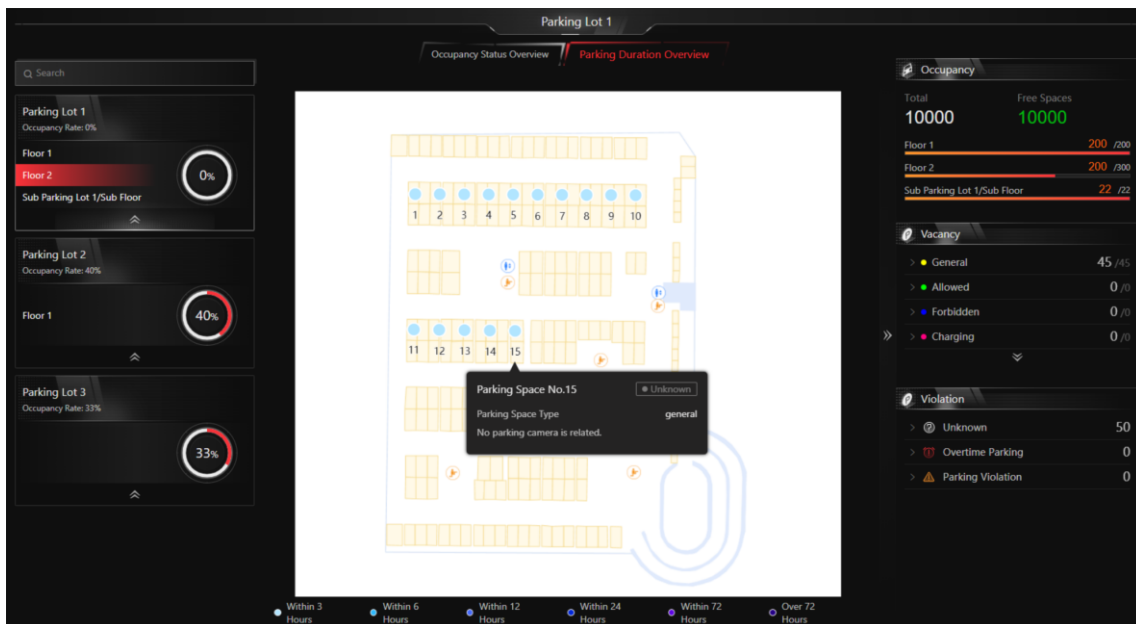 Parking Lot 1
Occupancy Status Overview
Parking Duration Overview
Search
Parking Lot 1
Occupancy Rate: 0%
Floor 1
Floor 2
Sub Parking Lot 1/Sub Floor
0%
Parking Lot 2
Occupancy Rate: 40%
Floor 1
40%
Parking Lot 3
Occupancy Rate: 33%
33%
1 2 3 4 5 6 7 8 9 10
11 12 13 14 15
Parking Space No.15 Unknown
Parking Space Type general
No parking camera is related.
Within 3 Hours
Within 6 Hours
Within 12 Hours
Within 24 Hours
Within 72 Hours
Over 72 Hours
Occupancy
Total Free Spaces
10000 10000
Floor 1 200 /200
Floor 2 200 /300
Sub Parking Lot 1/Sub Floor 22 /22
Vacancy
General 45 /45
Allowed 0 /0
Forbidden 0 /0
Charging 0 /0
Violation
Unknown 50
Overtime Parking 0
Parking Violation 0